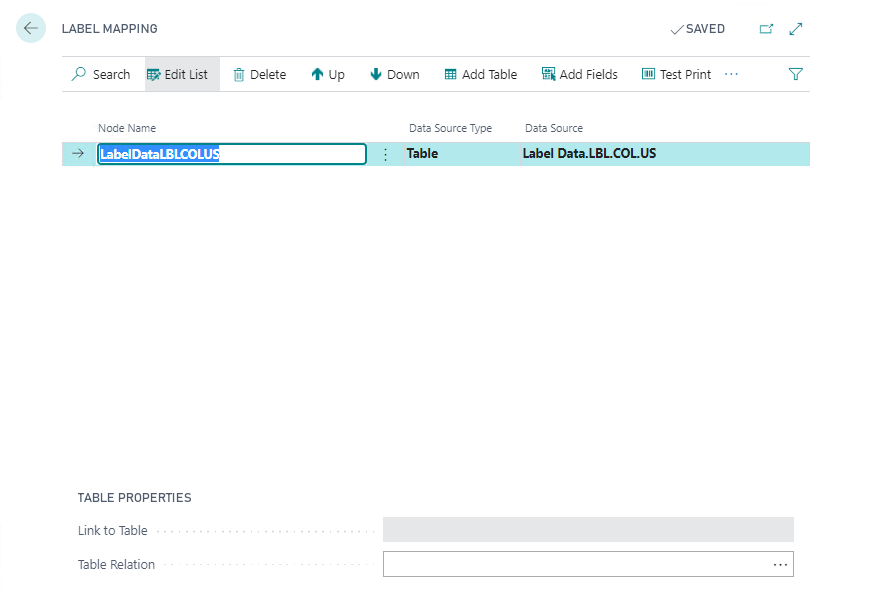 LABEL MAPPING
SAVED
Search Edit List Delete Up Down Add Table Add Fields Test Print ...
Node Name Data Source Type Data Source
LabelDataLBLCOLUS Table Label Data.LBL.COL.US
TABLE PROPERTIES
Link to Table
Table Relation ...